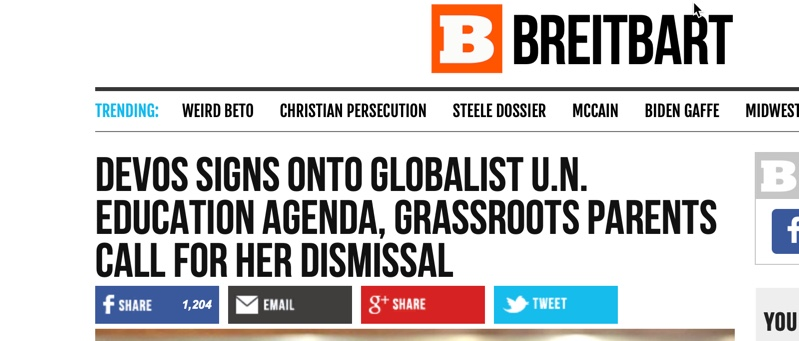 B BREITBART
TRENDING: WEIRD BETO CHRISTIAN PERSECUTION STEELE DOSSIER MCCAIN BIDEN GAFFE MIDWEST
DEVOS SIGNS ONTO GLOBALIST U.N.
EDUCATION AGENDA, GRASSROOTS PARENTS
CALL FOR HER DISMISSAL
B
f SHARE 1,204 EMAIL g+ SHARE TWEET
f
YOU